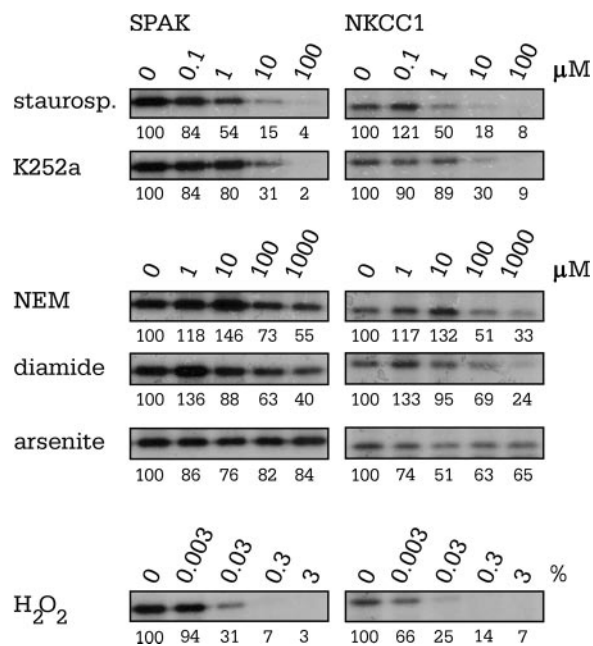 SPAK NKCC1
0 0.1 1 10 100 0 0.1 1 10 100 μM
staurosp.
100 84 54 15 4 100 121 50 18 8
K252a
100 84 80 31 2 100 90 89 30 9
0 1 10 100 1000 0 1 10 100 1000 μM
NEM
100 118 146 73 55 100 117 132 51 33
diamide
100 136 88 63 40 100 133 95 69 24
arsenite
100 86 76 82 84 100 74 51 63 65
0 0.003 0.03 0.3 3 0 0.003 0.03 0.3 3 %
H₂O₂
100 94 31 7 3 100 66 25 14 7